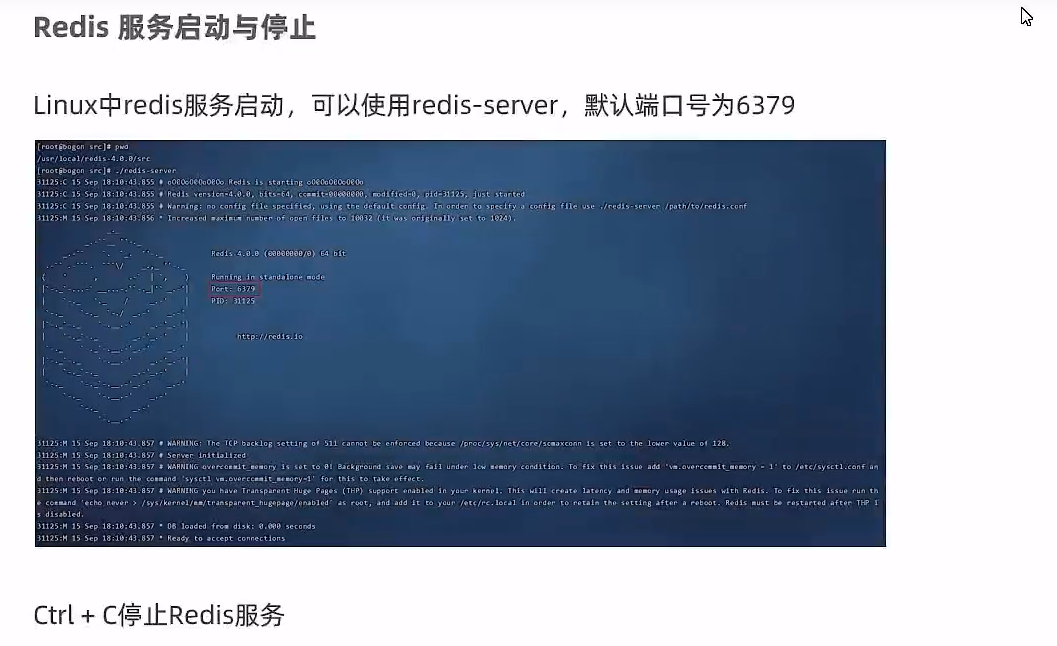 Redis 服务启动与停止
Linux中redis服务启动，可以使用redis-server，默认端口号为6379
[root@bogon src]# pwd
/usr/local/redis-4.0.0/src
[root@bogon src]# ./redis-server
31125:C 15 Sep 18:10:43.855 # oO0OoO0OoO0Oo Redis is starting oO0OoO0OoO0Oo
31125:C 15 Sep 18:10:43.855 # Redis version=4.0.0, bits=64, commit=00000000, modified=0, pid=31125, just started
31125:C 15 Sep 18:10:43.855 # Warning: no config file specified, using the default config. In order to specify a config file use ./redis-server /path/to/redis.conf
31125:M 15 Sep 18:10:43.856 * Increased maximum number of open files to 10032 (it was originally set to 1024).
Redis 4.0.0 (00000000/0) 64 bit
Running in standalone mode
Port: 6379
PID: 31125
http://redis.io
31125:M 15 Sep 18:10:43.857 # WARNING: The TCP backlog setting of 511 cannot be enforced because /proc/sys/net/core/somaxconn is set to the lower value of 128.
31125:M 15 Sep 18:10:43.857 # Server initialized
31125:M 15 Sep 18:10:43.857 # WARNING overcommit_memory is set to 0! Background save may fail under low memory condition. To fix this issue add 'vm.overcommit_memory = 1' to /etc/sysctl.conf an
d then reboot or run the command 'sysctl vm.overcommit_memory=1' for this to take effect.
31125:M 15 Sep 18:10:43.857 # WARNING you have Transparent Huge Pages (THP) support enabled in your kernel. This will create latency and memory usage issues with Redis. To fix this issue run th
e command 'echo never > /sys/kernel/mm/transparent_hugepage/enabled' as root, and add it to your /etc/rc.local in order to retain the setting after a reboot. Redis must be restarted after THP i
s disabled.
31125:M 15 Sep 18:10:43.857 * DB loaded from disk: 0.000 seconds
31125:M 15 Sep 18:10:43.857 * Ready to accept connections
Ctrl + C停止Redis服务